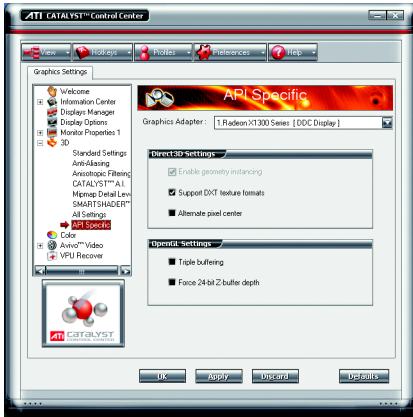 ATI CATALYST™ Control Center
View Hotkeys Profiles Preferences Help
Graphics Settings
Welcome
Information Center
Displays Manager
Display Options
Monitor Properties 1
3D
Standard Settings
Anti-Aliasing
Anisotropic Filtering
CATALYST™ A.I.
Mipmap Detail Lev
SMARTSHADER™
All Settings
API Specific
Color
Avivo™ Video
VPU Recover
ATI CATALYST
CONTROL CENTER
API Specific
Graphics Adapter :
1.Radeon X1300 Series [ DDC Display ]
Direct3D Settings
Enable geometry instancing
Support DXT texture formats
Alternate pixel center
OpenGL Settings
Triple buffering
Force 24-bit Z-buffer depth
OK Apply Discard Defaults